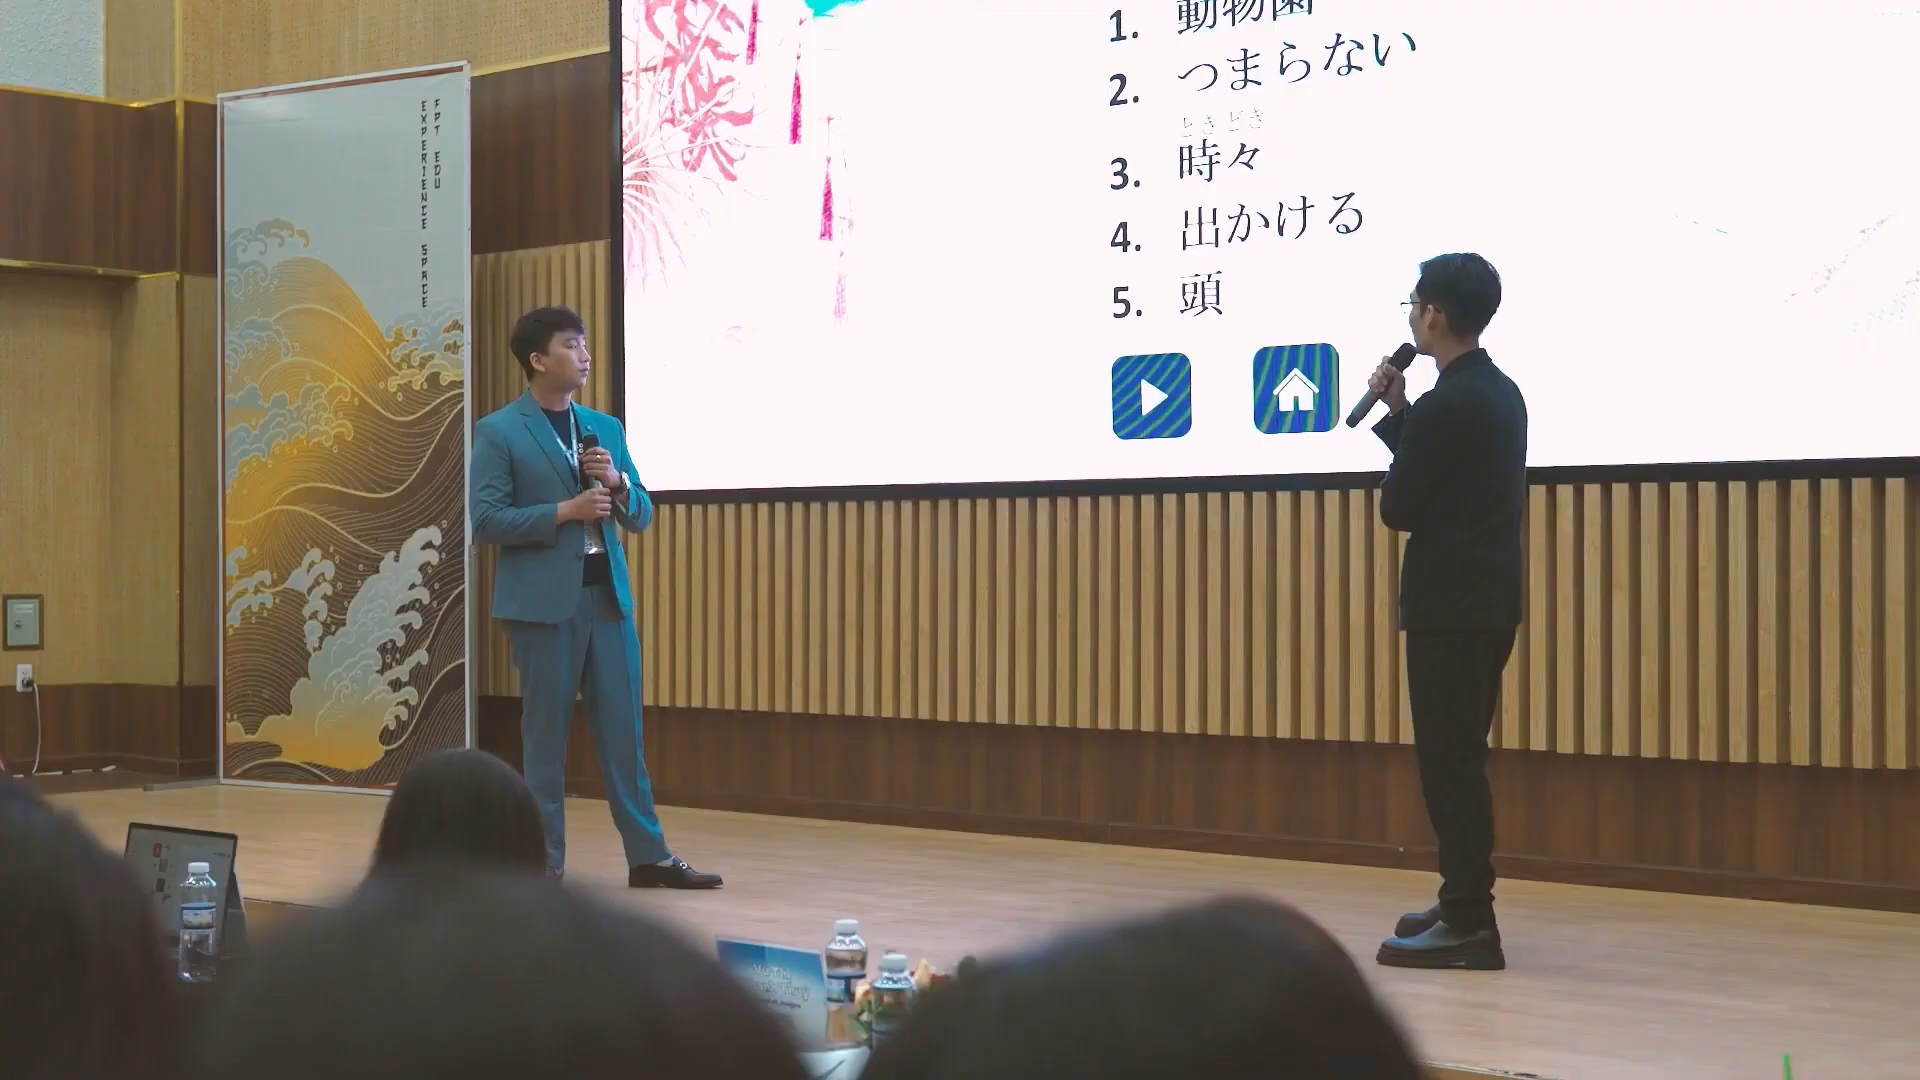 FPT EDU
EXPERIENCE SPACE
1. 動物園
2. つまらない
ときどき
3. 時々
4. 出かける
5. 頭